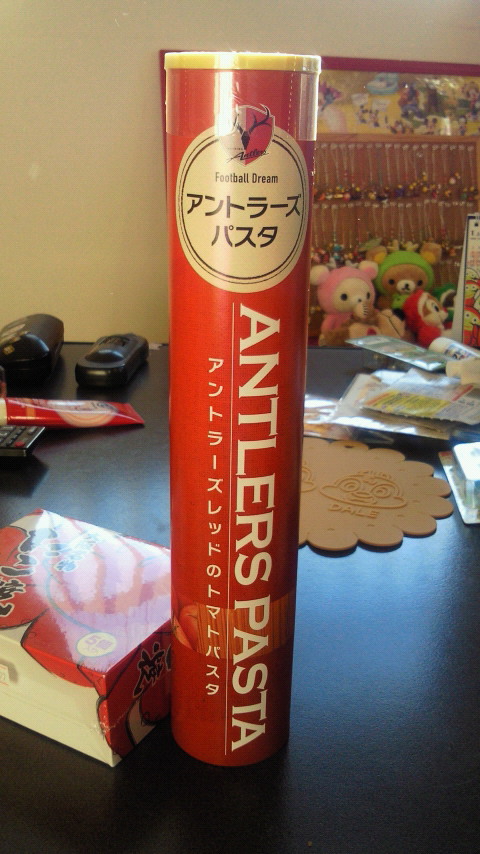 Antlers
Football Dream
アントラーズ
パスタ
ANTLERS PASTA
アントラーズレッドのトマトパスタ
DALE